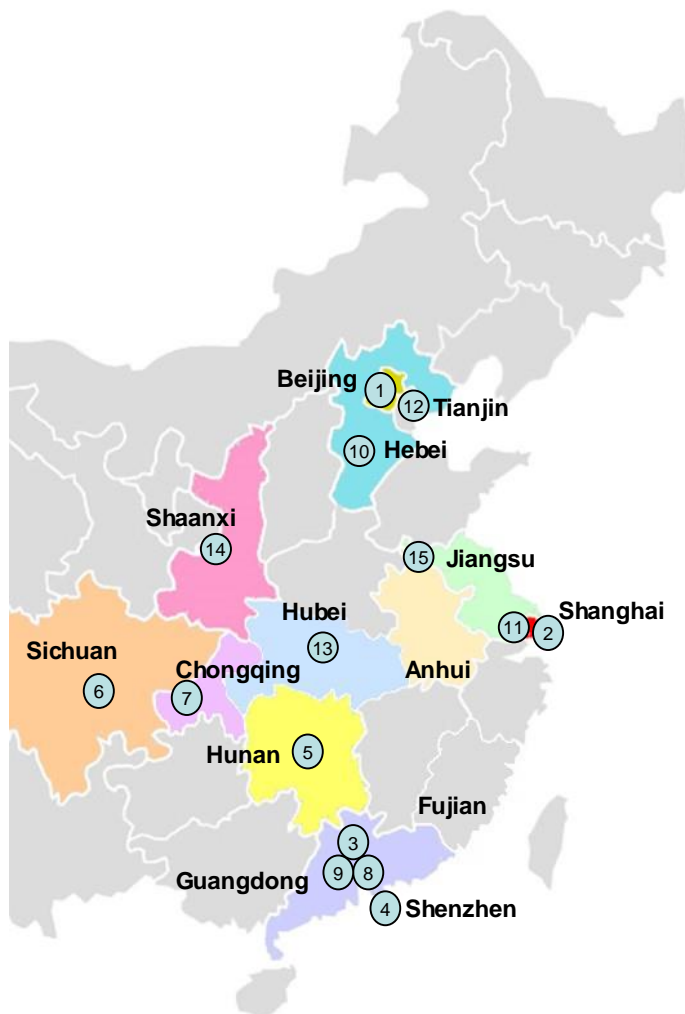 Beijing
1
12
Tianjin
10
Hebei
Shaanxi
14
15
Jiangsu
Hubei
Shanghai
11
2
13
Sichuan
Chongqing
Anhui
6
7
Hunan
5
Fujian
3
Guangdong
9
8
4
Shenzhen